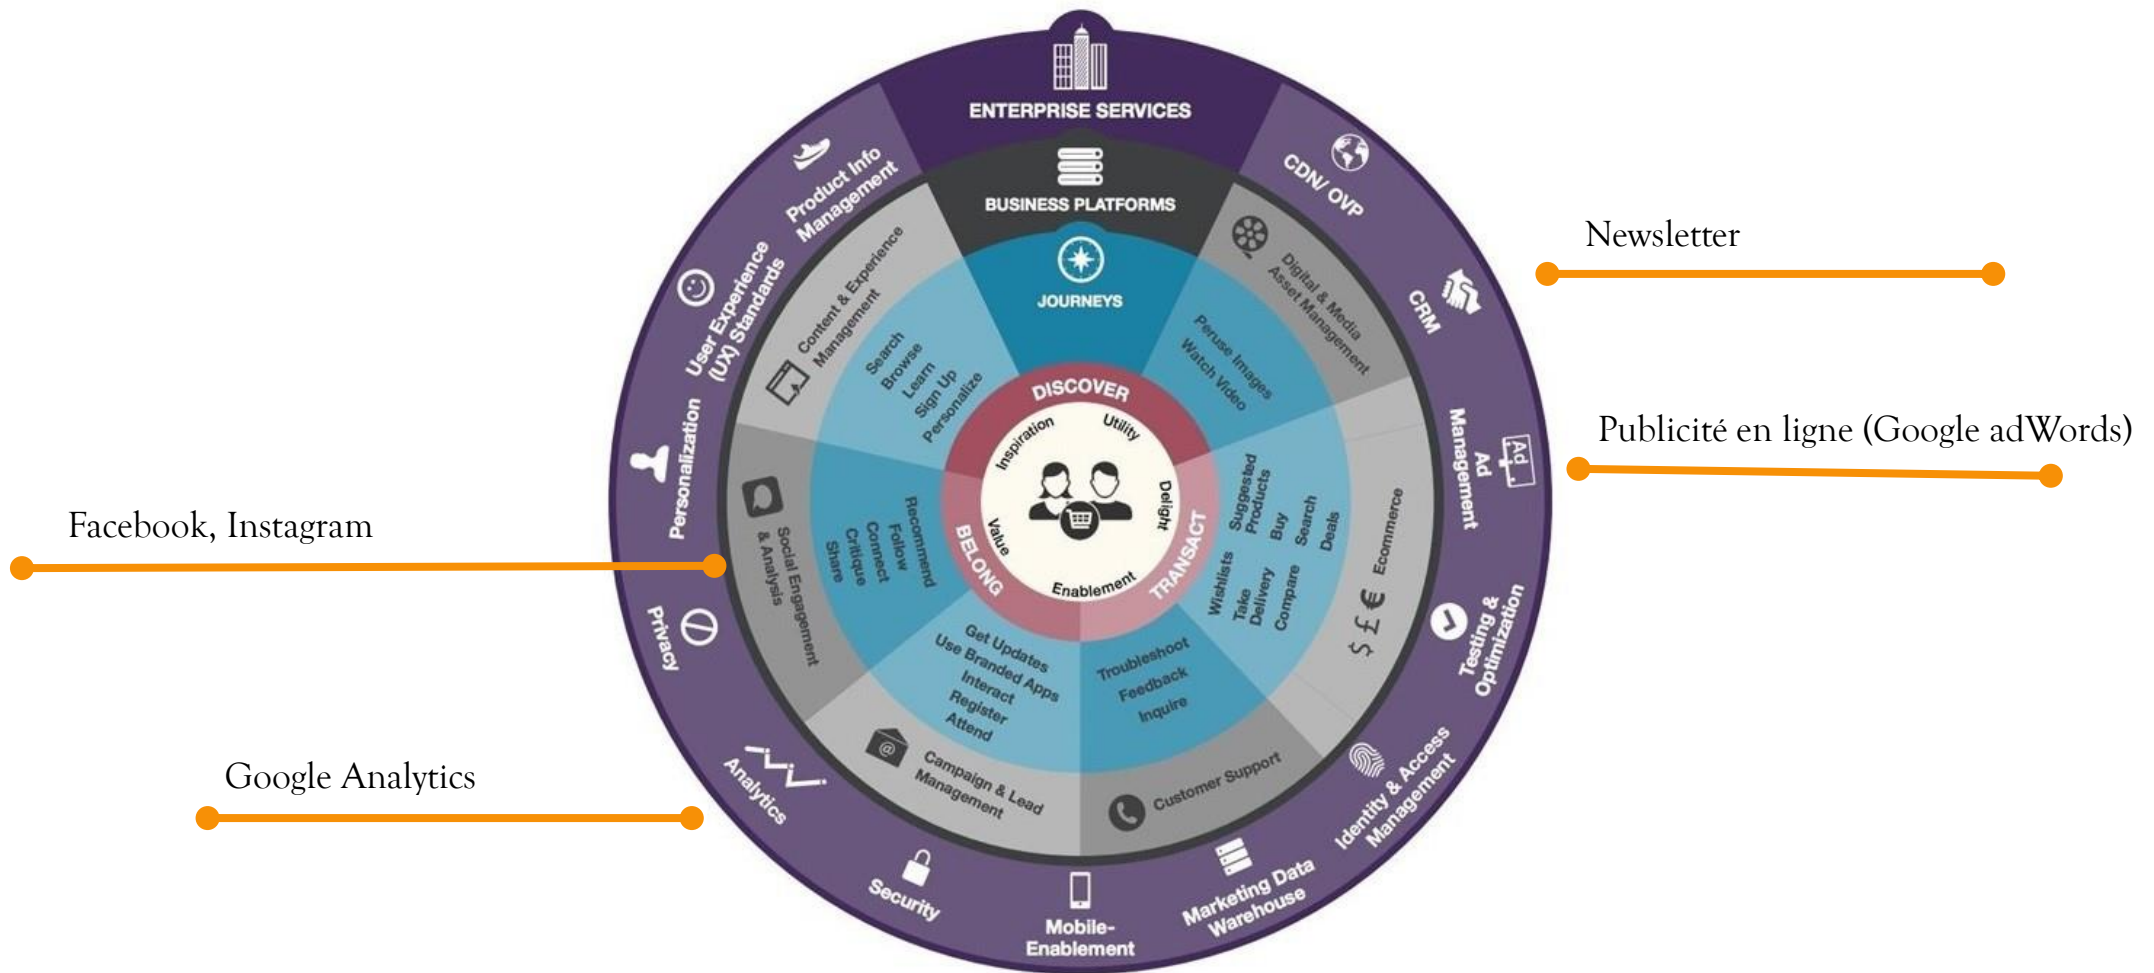 ENTERPRISE SERVICES
BUSINESS PLATFORMS
JOURNEYS
DISCOVER
TRANSACT
BELONG
Inspiration
Utility
Delight
Enablement
Value
CDN/ OVP
CRM
Ad
Ad
Management
Testing &
Optimization
Identity & Access
Management
Marketing Data
Warehouse
Mobile-
Enablement
Security
Analytics
Privacy
Personalization
User Experience
(UX) Standards
Product Info
Management
Digital & Media
Asset Management
Ecommerce
$ £ €
Customer Support
@
Campaign & Lead
Management
Social Engagement
& Analysis
Content & Experience
Management
Peruse Images
Watch Video
Suggested
Products
Buy
Search
Deals
Wishlists
Take
Delivery
Compare
Troubleshoot
Feedback
Inquire
Get Updates
Use Branded Apps
Interact
Register
Attend
Recommend
Follow
Connect
Critique
Share
Search
Browse
Learn
Sign Up
Personalize
Newsletter
Publicité en ligne (Google adWords)
Facebook, Instagram
Google Analytics